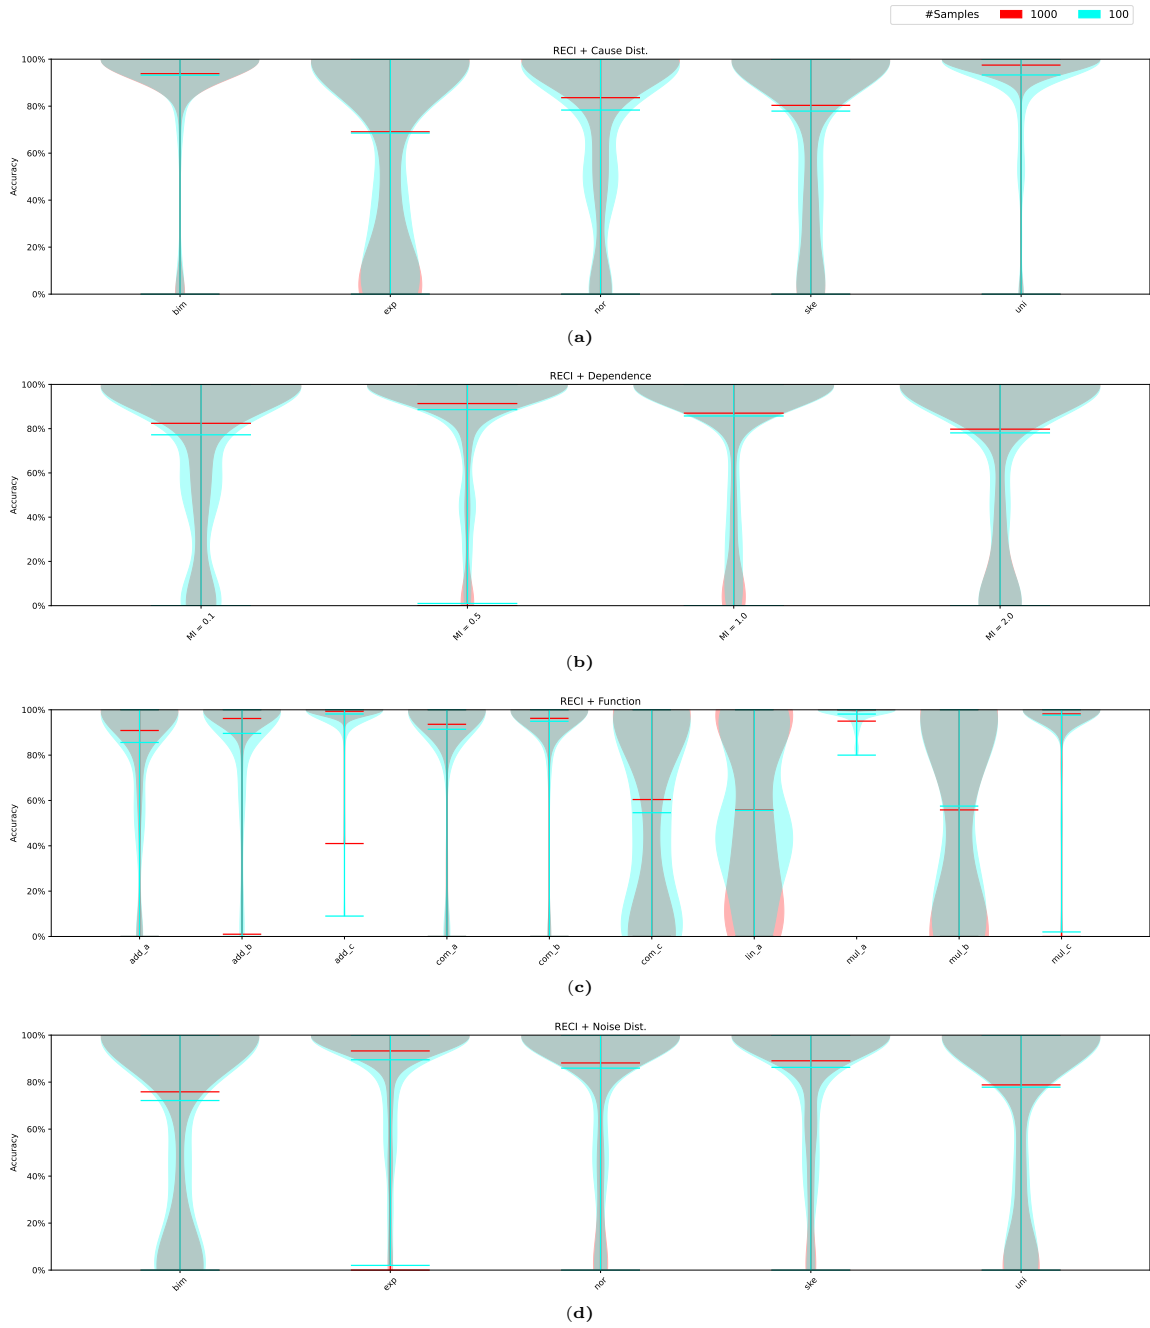 #Samples 1000 100
RECI + Cause Dist.
100%
80%
60%
40%
20%
0%
Accuracy
bim exp nor ske uni
(a)
RECI + Dependence
100%
80%
60%
40%
20%
0%
Accuracy
MI = 0.1 MI = 0.5 MI = 1.0 MI = 2.0
(b)
RECI + Function
100%
80%
60%
40%
20%
0%
Accuracy
add_a add_b add_c com_a com_b com_c lin_a mul_a mul_b mul_c
(c)
RECI + Noise Dist.
100%
80%
60%
40%
20%
0%
Accuracy
bim exp nor ske uni
(d)